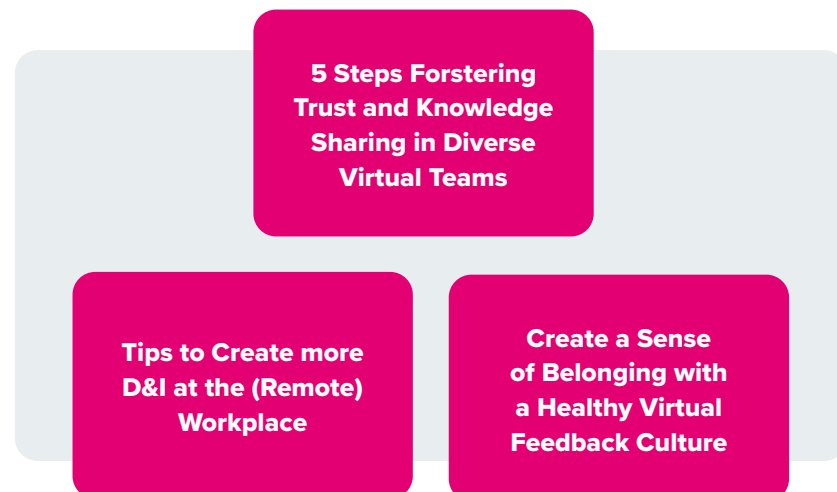 5 Steps Forstering
Trust and Knowledge
Sharing in Diverse
Virtual Teams
Tips to Create more
D&I at the (Remote)
Workplace
Create a Sense
of Belonging with
a Healthy Virtual
Feedback Culture